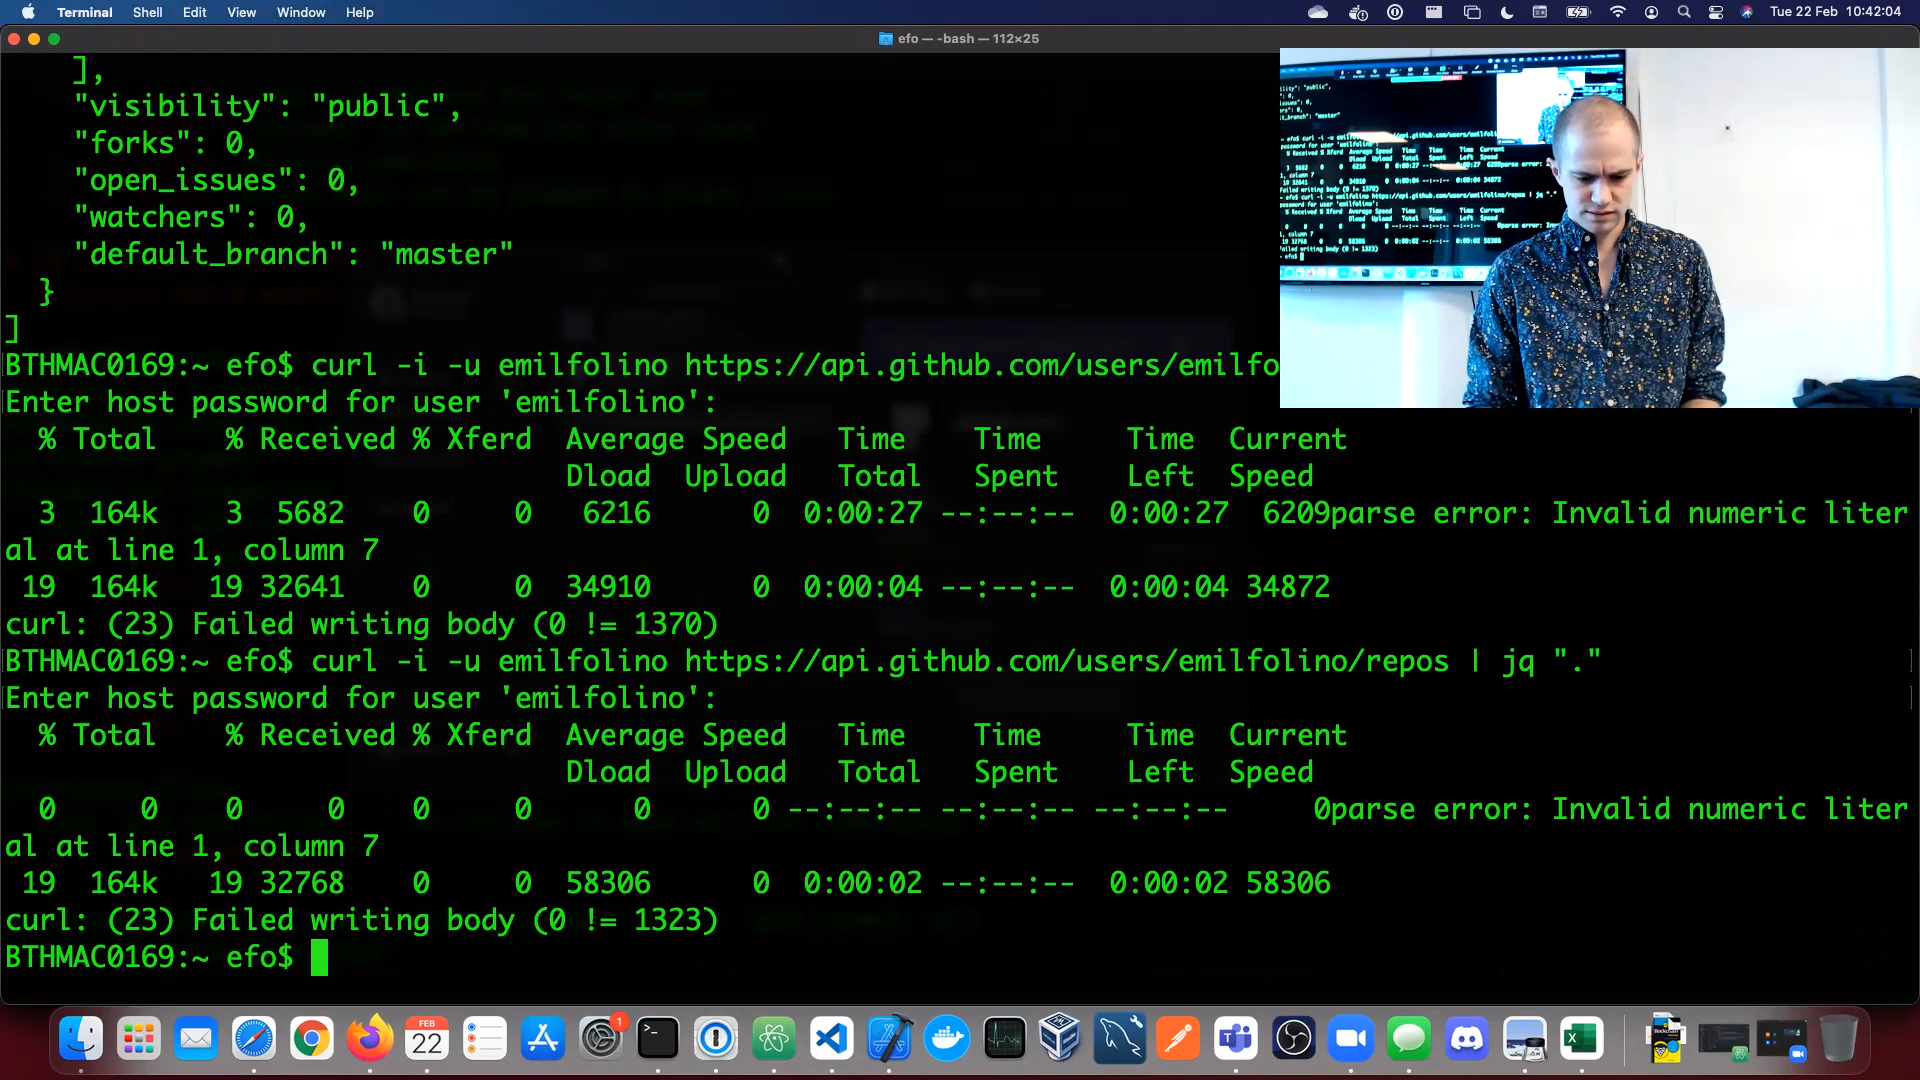 Terminal Shell Edit View Window Help Tue 22 Feb 10:42:04
efo — -bash — 112×25
],
"visibility": "public",
"forks": 0,
"open_issues": 0,
"watchers": 0,
"default_branch": "master"
}
]
BTHMAC0169:~ efo$ curl -i -u emilfolino https://api.github.com/users/emilfo
Enter host password for user 'emilfolino':
% Total % Received % Xferd Average Speed Time Time Time Current
Dload Upload Total Spent Left Speed
3 164k 3 5682 0 0 6216 0 0:00:27 --:--:-- 0:00:27 6209parse error: Invalid numeric liter
al at line 1, column 7
19 164k 19 32641 0 0 34910 0 0:00:04 --:--:-- 0:00:04 34872
curl: (23) Failed writing body (0 != 1370)
BTHMAC0169:~ efo$ curl -i -u emilfolino https://api.github.com/users/emilfolino/repos | jq "."
Enter host password for user 'emilfolino':
% Total % Received % Xferd Average Speed Time Time Time Current
Dload Upload Total Spent Left Speed
0 0 0 0 0 0 0 0 --:--:-- --:--:-- --:--:-- 0parse error: Invalid numeric liter
al at line 1, column 7
19 164k 19 32768 0 0 58306 0 0:00:02 --:--:-- 0:00:02 58306
curl: (23) Failed writing body (0 != 1323)
BTHMAC0169:~ efo$
FEB
22
1